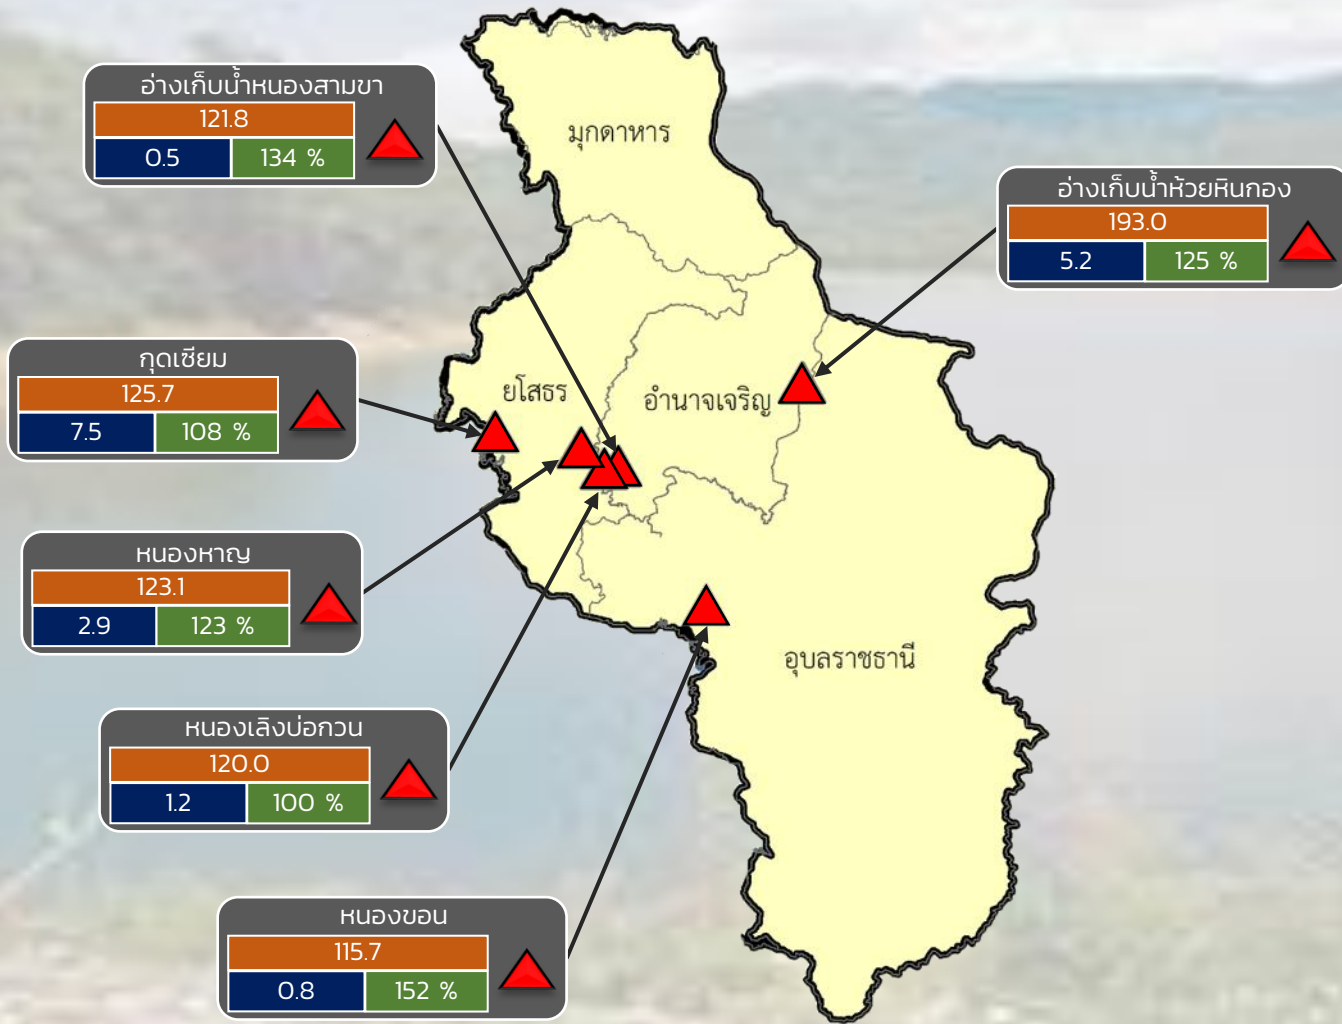 อ่างเก็บน้ำหนองสามขา
121.8
0.5 134 %
มุกดาหาร
อ่างเก็บน้ำห้วยหินกอง
193.0
5.2 125 %
กุดเซียม
125.7
7.5 108 %
ยโสธร
อำนาจเจริญ
หนองหาญ
123.1
2.9 123 %
อุบลราชธานี
หนองเลิงบ่อกวน
120.0
1.2 100 %
หนองขอน
115.7
0.8 152 %